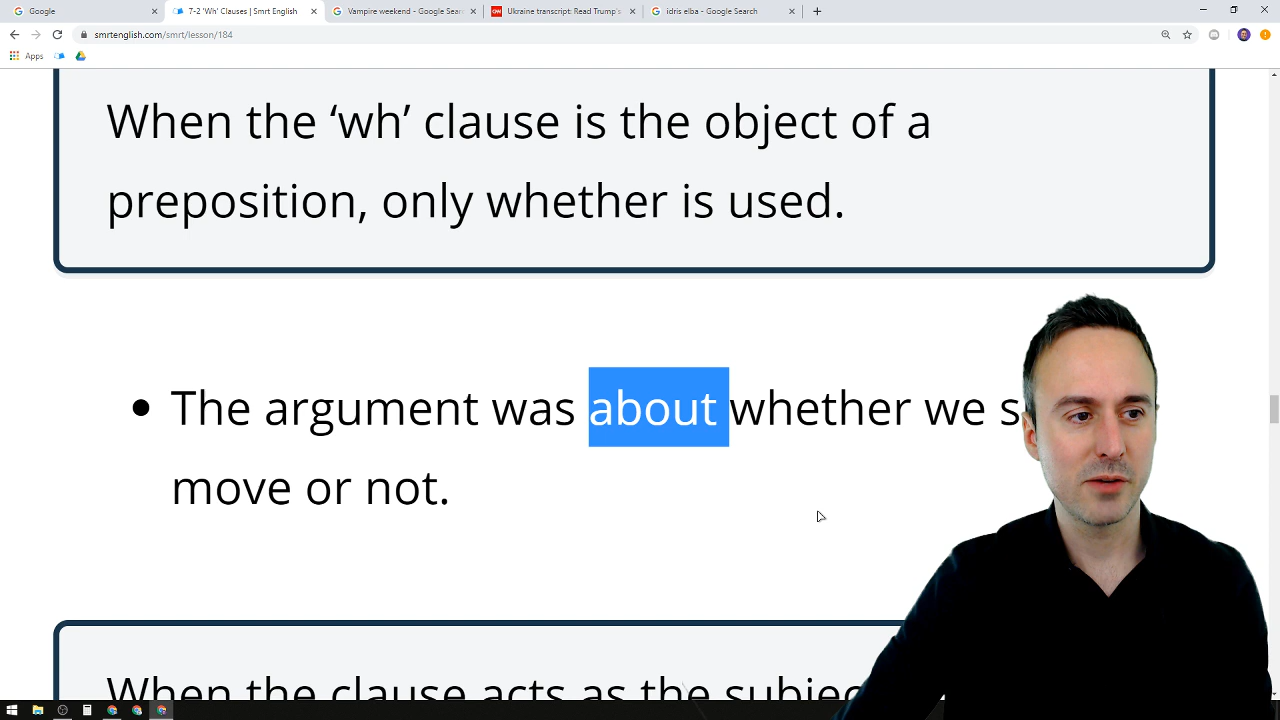 Google
7-2 'Wh' Clauses | Smrt English
Vampire weekend - Google Sear
CNN
Ukraine transcript: Read Trump's
idris elba - Google Search
smrtenglish.com/smrt/lesson/184
Apps
When the ‘wh’ clause is the object of a
preposition, only whether is used.
• The argument was about whether we s
move or not.
When the clause acts as the subjec